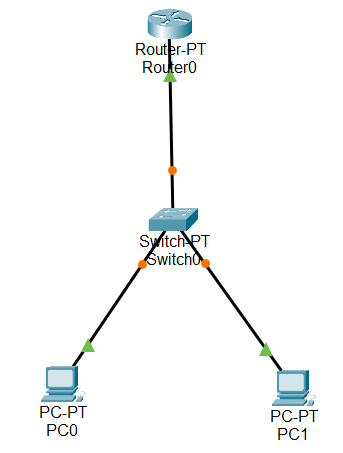 Router-PT
Router0
Switch-PT
Switch0
PC-PT
PC0
PC-PT
PC1